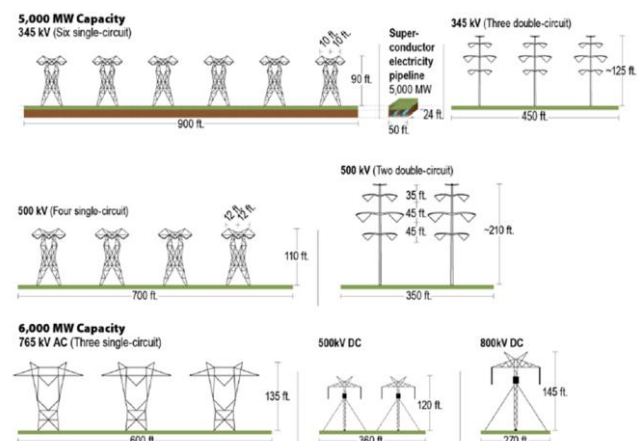 5,000 MW Capacity
345 kV (Six single-circuit)
10 ft.
10 ft.
90 ft.
900 ft.
Super-
conductor
electricity
pipeline
5,000 MW
24 ft.
50 ft.
345 kV (Three double-circuit)
~125 ft.
450 ft.
500 kV (Four single-circuit)
12 ft.
12 ft.
110 ft.
700 ft.
500 kV (Two double-circuit)
35 ft.
45 ft.
45 ft.
~210 ft.
350 ft.
6,000 MW Capacity
765 kV AC (Three single-circuit)
135 ft.
600 ft.
500kV DC
120 ft.
360 ft.
800kV DC
145 ft.
270 ft.